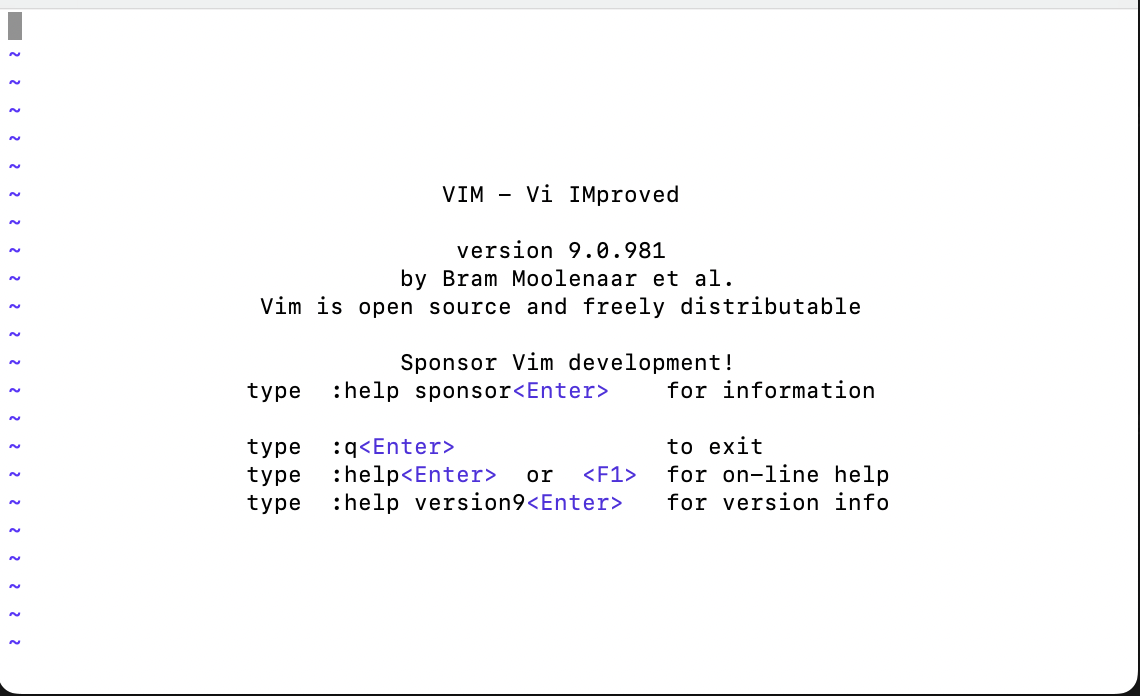 ~
~
~
~
~
~ VIM - Vi IMproved
~
~ version 9.0.981
~ by Bram Moolenaar et al.
~ Vim is open source and freely distributable
~
~ Sponsor Vim development!
~ type  :help sponsor<Enter>    for information
~
~ type  :q<Enter>               to exit
~ type  :help<Enter>  or  <F1>  for on-line help
~ type  :help version9<Enter>   for version info
~
~
~
~
~